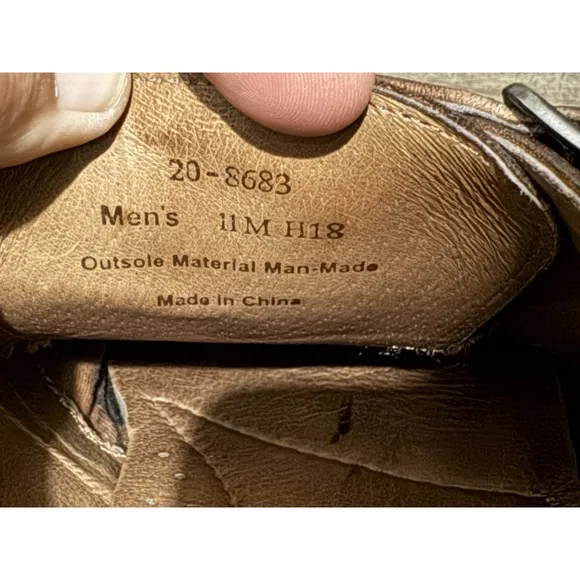 20-8683
Men's 11M H18
Outsole Material Man-Made
Made in China